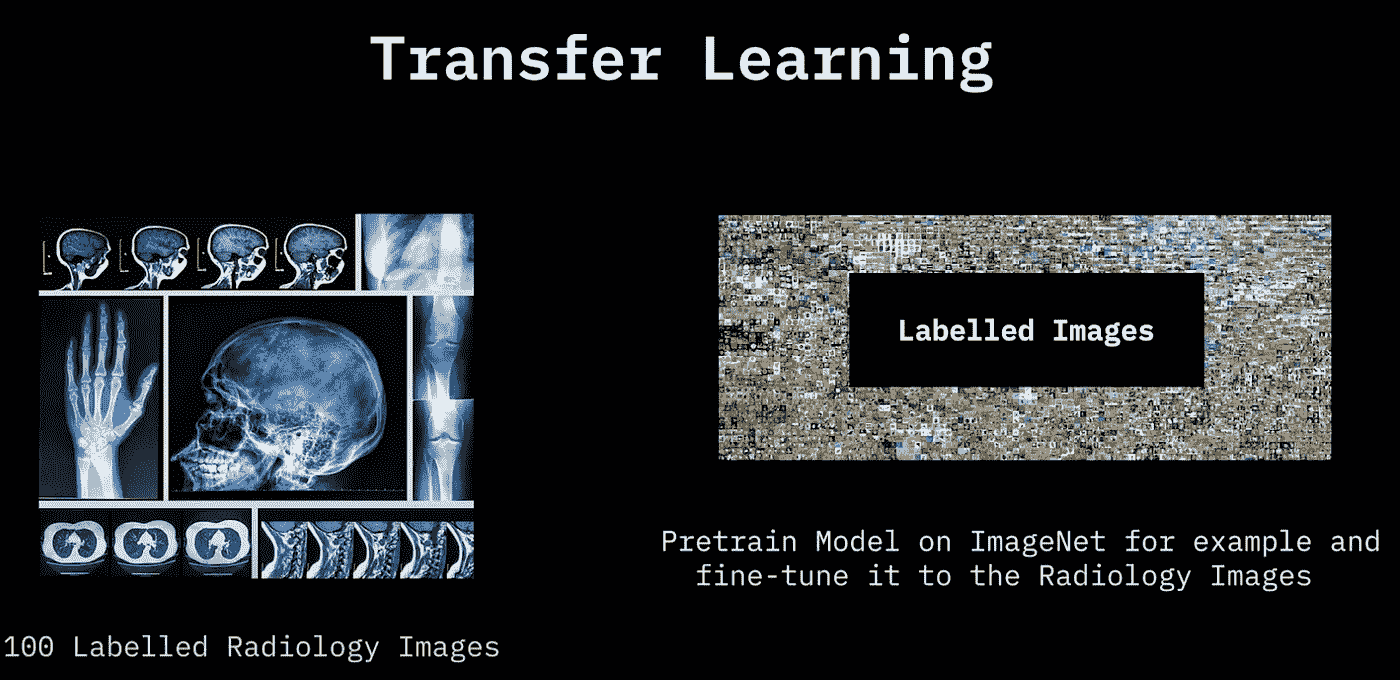 Transfer Learning
Labelled Images
Pretrain Model on ImageNet for example and
fine-tune it to the Radiology Images
100 Labelled Radiology Images